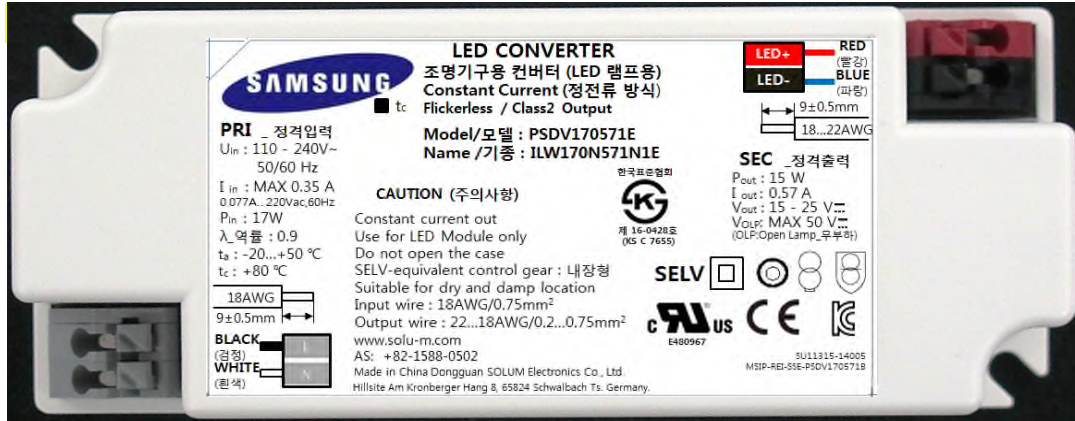 SAMSUNG
LED CONVERTER
조명기구용 컨버터 (LED 램프용)
Constant Current (정전류 방식)
tc Flickerless / Class2 Output
Model/모델 : PSDV170571E
Name /기종 : ILW170N571N1E
PRI _ 정격입력
Uin : 110 - 240V~
50/60 Hz
I in : MAX 0.35 A
0.077A.. 220Vac,60Hz
Pin : 17W
λ_역률 : 0.9
ta : -20...+50 ℃
tc : +80 ℃
18AWG
9±0.5mm
BLACK
(검정)
L
WHITE
(흰색)
N
CAUTION (주의사항)
Constant current out
Use for LED Module only
Do not open the case
SELV-equivalent control gear : 내장형
Suitable for dry and damp location
Input wire : 18AWG/0.75mm²
Output wire : 22...18AWG/0.2...0.75mm²
www.solu-m.com
AS: +82-1588-0502
Made in China Dongguan SOLUM Electronics Co., Ltd.
Hillsite Am Kronberger Hang 8, 65824 Schwalbach Ts. Germany.
한국표준협회
제 16-0428호
(KS C 7655)
LED+
RED
(빨강)
LED-
BLUE
(파랑)
9±0.5mm
18...22AWG
SEC _정격출력
Pout : 15 W
I out : 0.57 A
Vout : 15 - 25 V
VOLP: MAX 50 V
(OLP:Open Lamp_무부하)
SELV
c RU US
E480967
CE
SU11315-14005
MSIP-REI-SSE-PSDV170571B